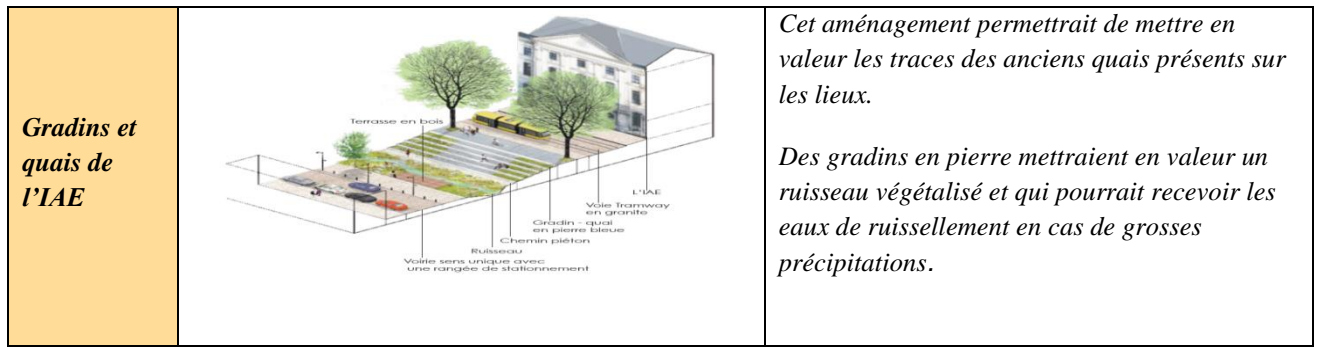 Gradins et
quais de
l’IAE
Terrasse en bois
L'IAE
Voie Tramway
en granite
Gradin - quai
en pierre bleue
Chemin piéton
Ruisseau
Voirie sens unique avec
une rangée de stationnement
Cet aménagement permettrait de mettre en
valeur les traces des anciens quais présents sur
les lieux.
Des gradins en pierre mettraient en valeur un
ruisseau végétalisé et qui pourrait recevoir les
eaux de ruissellement en cas de grosses
précipitations.